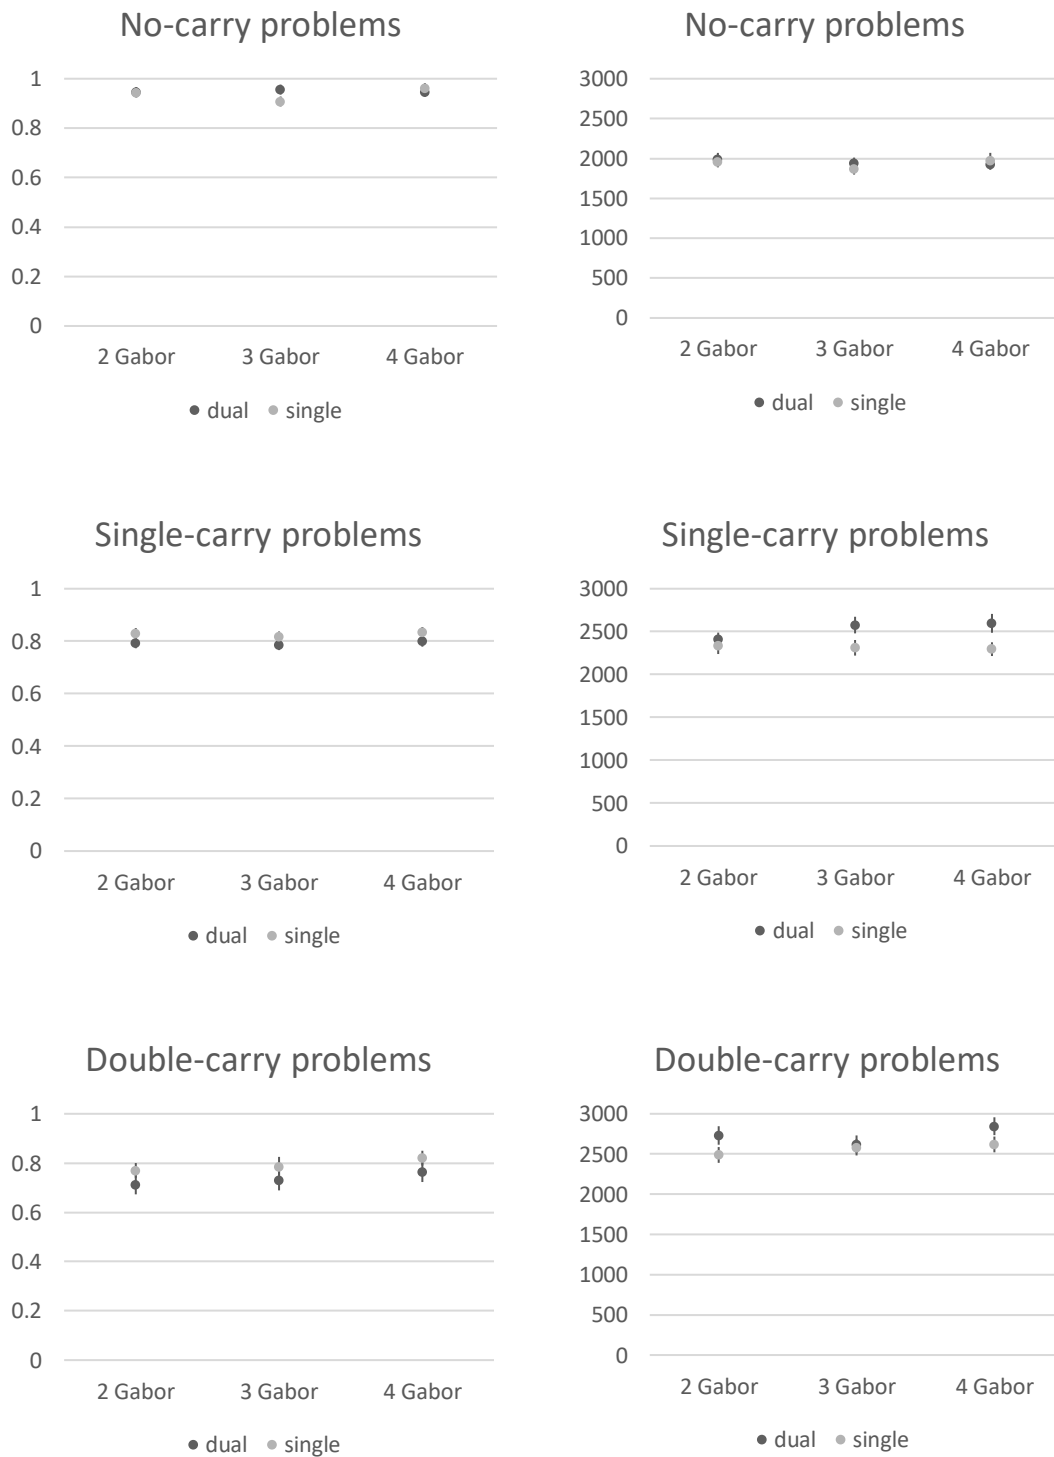 No-carry problems
1
0.8
0.6
0.4
0.2
0
2 Gabor 3 Gabor 4 Gabor
dual single
No-carry problems
3000
2500
2000
1500
1000
500
0
2 Gabor 3 Gabor 4 Gabor
dual single
Single-carry problems
1
0.8
0.6
0.4
0.2
0
2 Gabor 3 Gabor 4 Gabor
dual single
Single-carry problems
3000
2500
2000
1500
1000
500
0
2 Gabor 3 Gabor 4 Gabor
dual single
Double-carry problems
1
0.8
0.6
0.4
0.2
0
2 Gabor 3 Gabor 4 Gabor
dual single
Double-carry problems
3000
2500
2000
1500
1000
500
0
2 Gabor 3 Gabor 4 Gabor
dual single